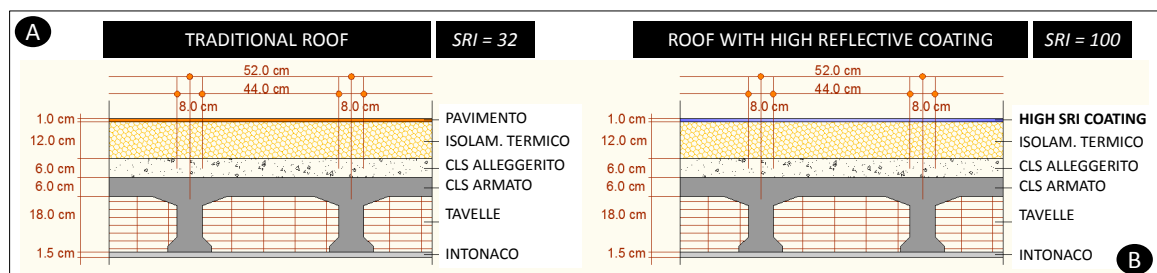 A
TRADITIONAL ROOF
SRI = 32
52.0 cm
44.0 cm
8.0 cm
8.0 cm
1.0 cm
12.0 cm
6.0 cm
6.0 cm
18.0 cm
1.5 cm
PAVIMENTO
ISOLAM. TERMICO
CLS ALLEGGERITO
CLS ARMATO
TAVELLE
INTONACO
ROOF WITH HIGH REFLECTIVE COATING
SRI = 100
52.0 cm
44.0 cm
8.0 cm
8.0 cm
1.0 cm
12.0 cm
6.0 cm
6.0 cm
18.0 cm
1.5 cm
HIGH SRI COATING
ISOLAM. TERMICO
CLS ALLEGGERITO
CLS ARMATO
TAVELLE
INTONACO
B